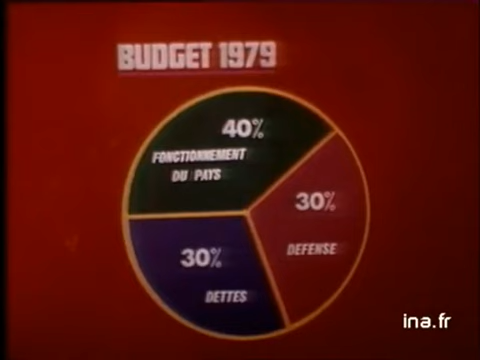 BUDGET 1979
40%
FONCTIONNEMENT
DU PAYS
30%
DEFENSE
30%
DETTES
ina.fr